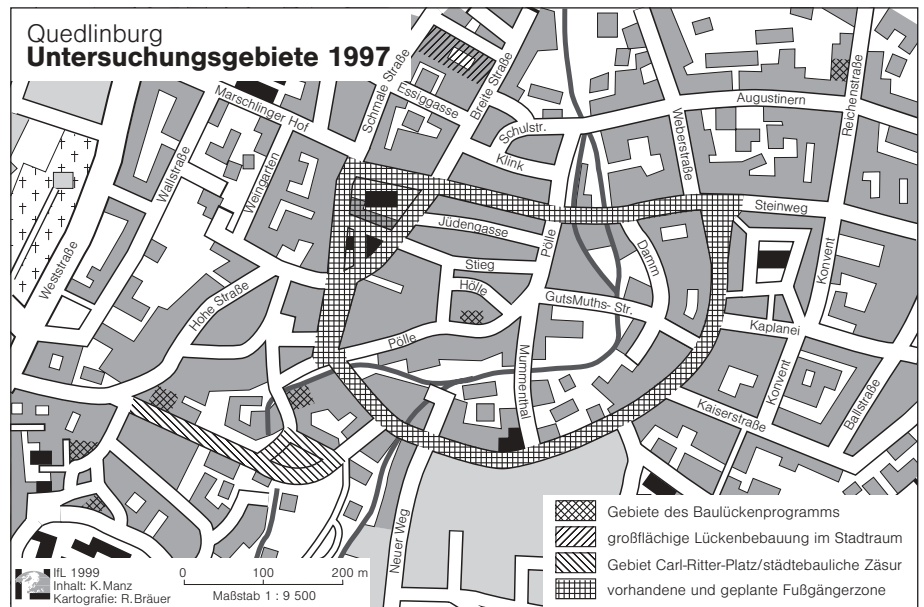 Quedlinburg
Untersuchungsgebiete 1997
Schmale Straße
Essiggasse
Breite Straße
Marschlinger Hof
Schulstr.
Klink
Augustinern
Reichenstraße
Weberstraße
Wallstraße
Weingarten
Weststraße
Steinweg
Jüdengasse
Pölle
Damm
Konvent
Stieg
Hölle
GutsMuths- Str.
Hohe Straße
Pölle
Kaplanei
Mummenthal
Konvent
Kaiserstraße
Ballstraße
Neuer Weg
Gebiete des Baulückenprogramms
großflächige Lückenbebauung im Stadtraum
Gebiet Carl-Ritter-Platz/städtebauliche Zäsur
vorhandene und geplante Fußgängerzone
IfL 1999
Inhalt: K.Manz
Kartografie: R.Bräuer
0 100 200 m
Maßstab 1 : 9 500